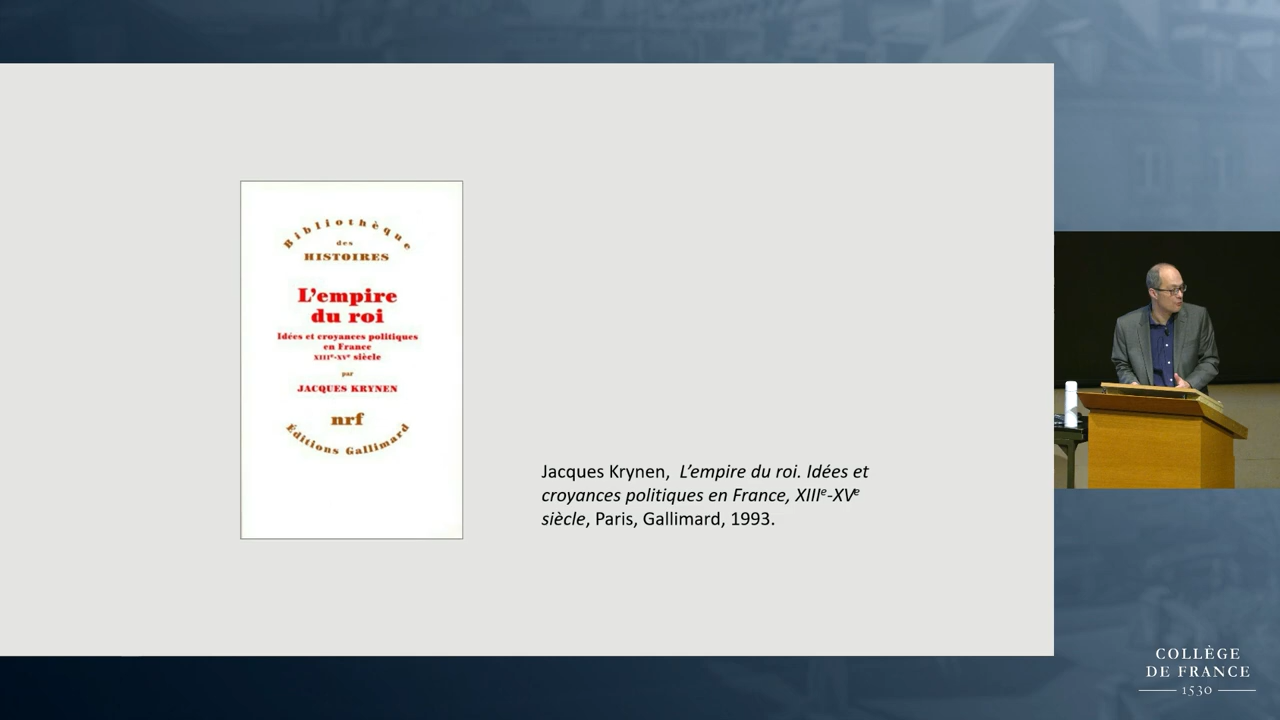 Bibliothèque
des
HISTOIRES
L'empire
du roi
Idées et croyances politiques
en France
XIIIe-XVe siècle
par
JACQUES KRYNEN
nrf
Éditions Gallimard
Jacques Krynen, L'empire du roi. Idées et
croyances politiques en France, XIIIe-XVe
siècle, Paris, Gallimard, 1993.
COLLÈGE
DE FRANCE
1530